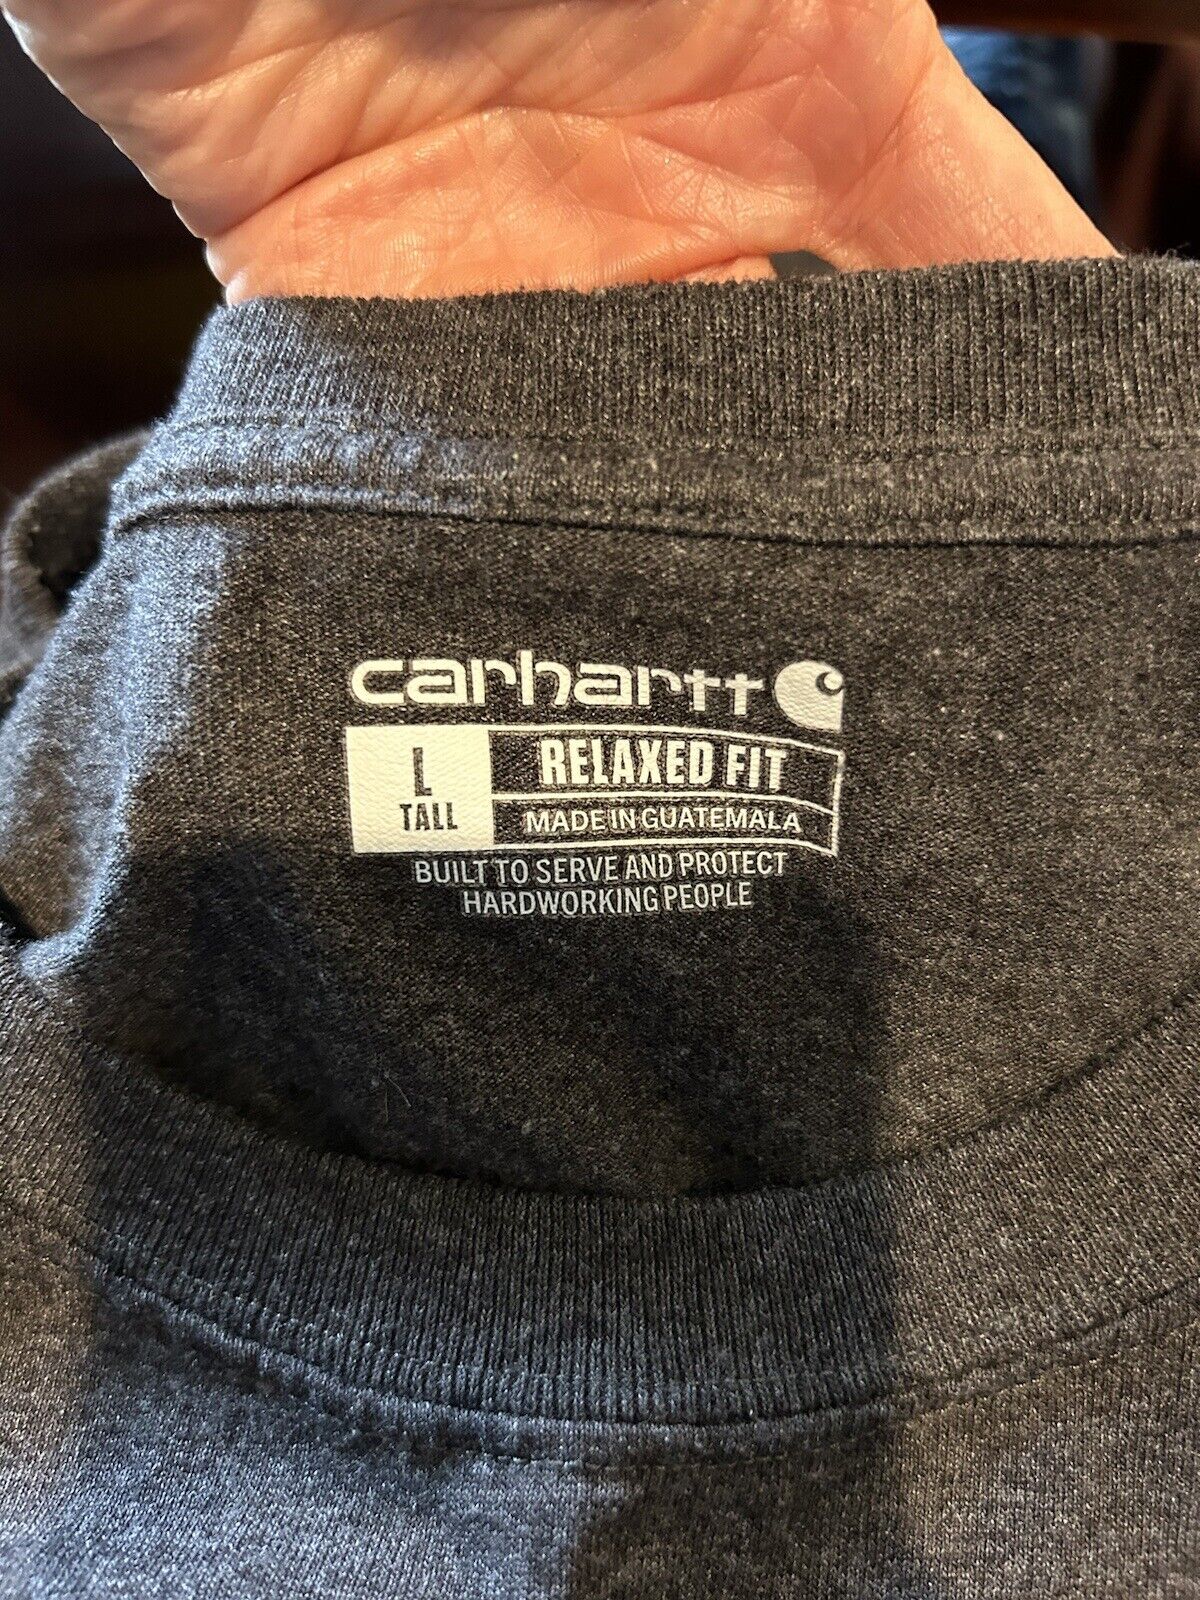 carhartt
L
TALL
RELAXED FIT
MADE IN GUATEMALA
BUILT TO SERVE AND PROTECT
HARDWORKING PEOPLE